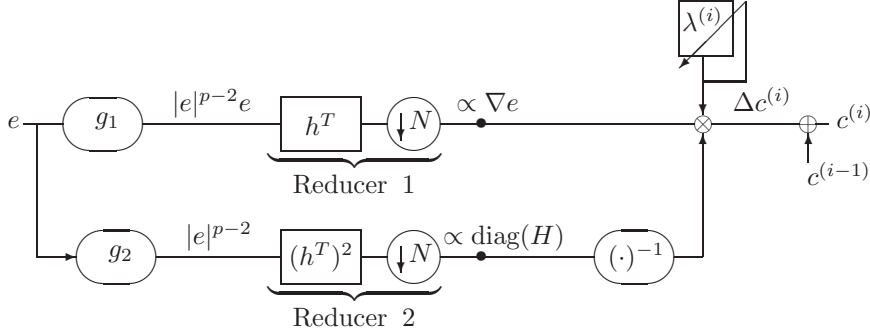 λ^{(i)}
e
g_1
|e|^{p-2}e
h^T
↓N
∝ ∇e
⊗
Δc^{(i)}
c^{(i)}
c^{(i-1)}
Reducer 1
g_2
|e|^{p-2}
(h^T)^2
↓N
∝ diag(H)
(·)^{-1}
Reducer 2